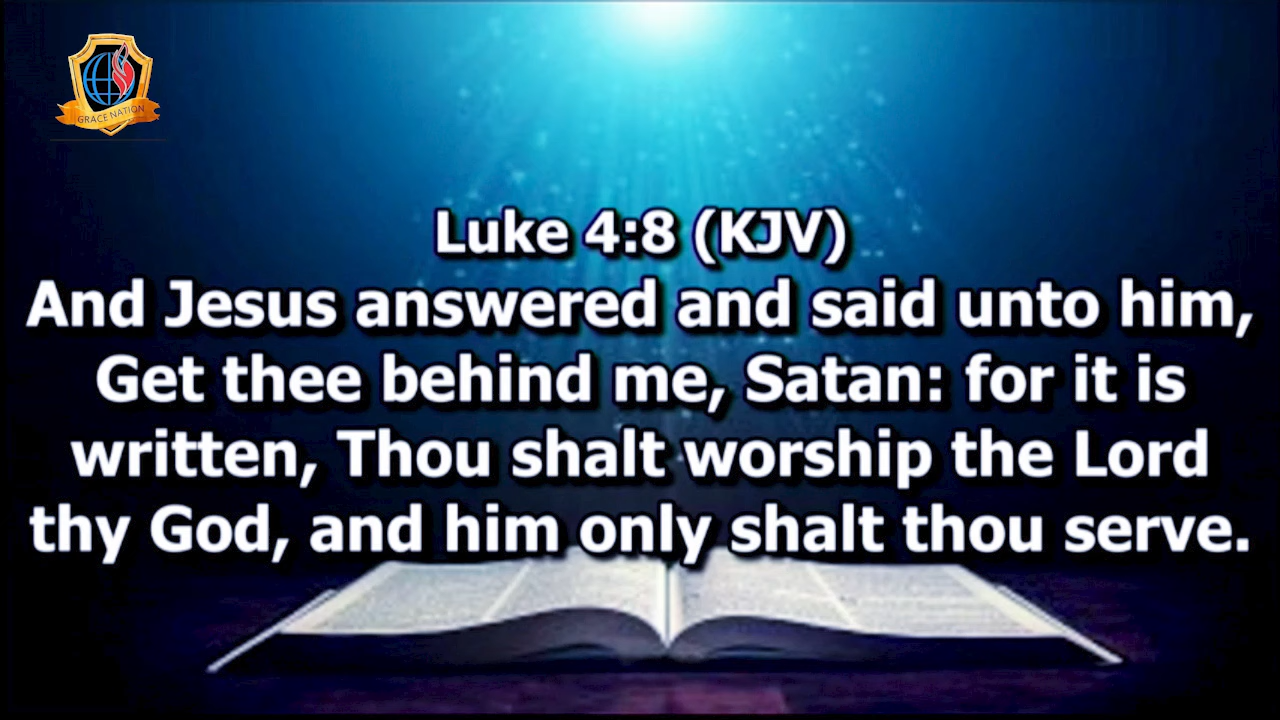 GRACE NATION
Luke 4:8 (KJV)
And Jesus answered and said unto him,
Get thee behind me, Satan: for it is
written, Thou shalt worship the Lord
thy God, and him only shalt thou serve.